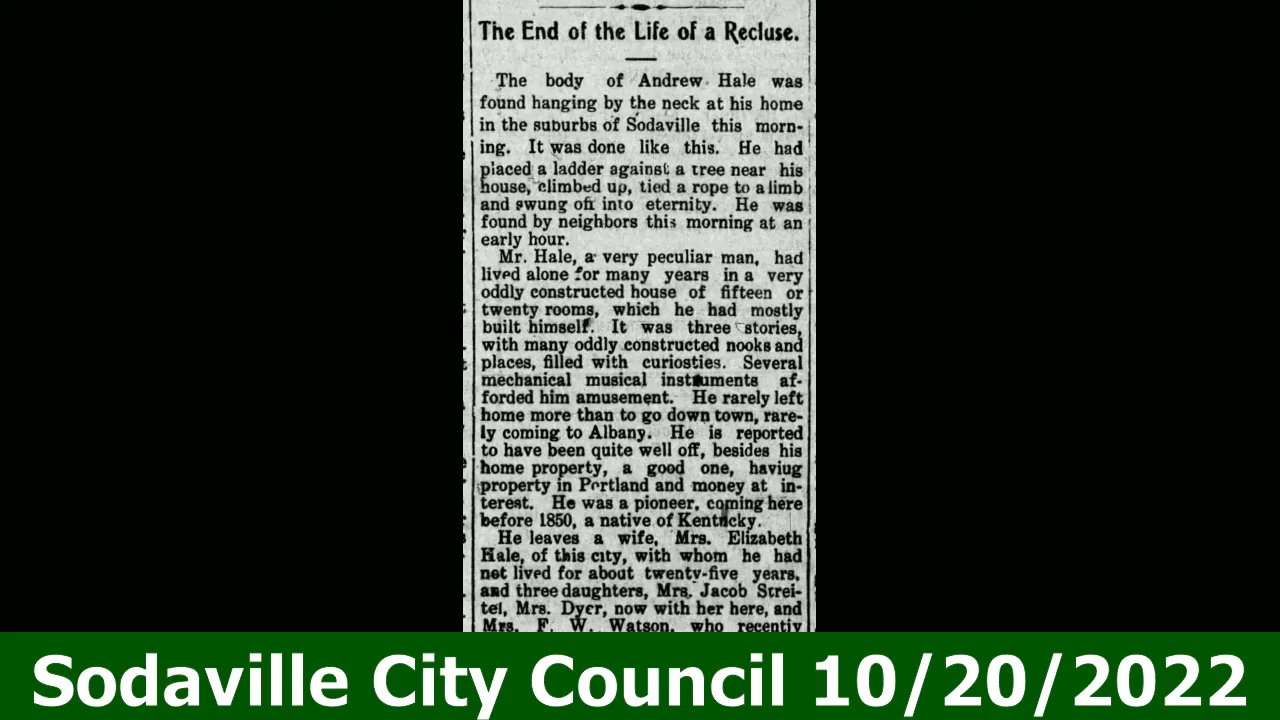 The End of the Life of a Recluse.
The body of Andrew Hale was
found hanging by the neck at his home
in the suburbs of Sodaville this morn-
ing. It was done like this. He had
placed a ladder against a tree near his
house, climbed up, tied a rope to a limb
and swung off into eternity. He was
found by neighbors this morning at an
early hour.
Mr. Hale, a very peculiar man, had
lived alone for many years in a very
oddly constructed house of fifteen or
twenty rooms, which he had mostly
built himself. It was three stories,
with many oddly constructed nooks and
places, filled with curiosties. Several
mechanical musical instruments af-
forded him amusement. He rarely left
home more than to go down town, rare-
ly coming to Albany. He is reported
to have been quite well off, besides his
home property, a good one, haviug
property in Portland and money at in-
terest. He was a pioneer, coming here
before 1850, a native of Kentucky.
He leaves a wife, Mrs. Elizabeth
Hale, of this city, with whom he had
not lived for about twenty-five years,
and three daughters, Mrs. Jacob Strei-
tel, Mrs. Dyer, now with her here, and
Mrs. F. W. Watson, who recently
Sodaville City Council 10/20/2022